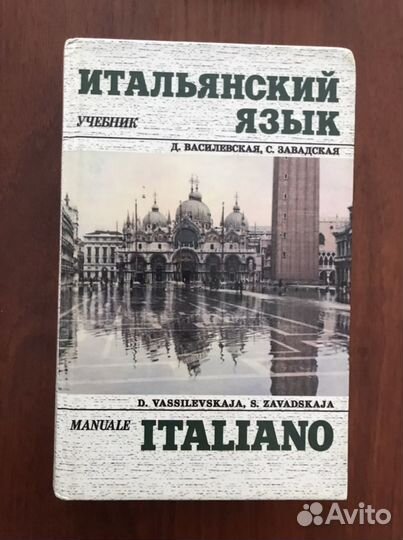 ИТАЛЬЯНСКИЙ
УЧЕБНИК ЯЗЫК
Д. ВАСИЛЕВСКАЯ, С. ЗАВАДСКАЯ
D. VASSILEVSKAJA, S. ZAVADSKAJA
MANUALE ITALIANO
Avito